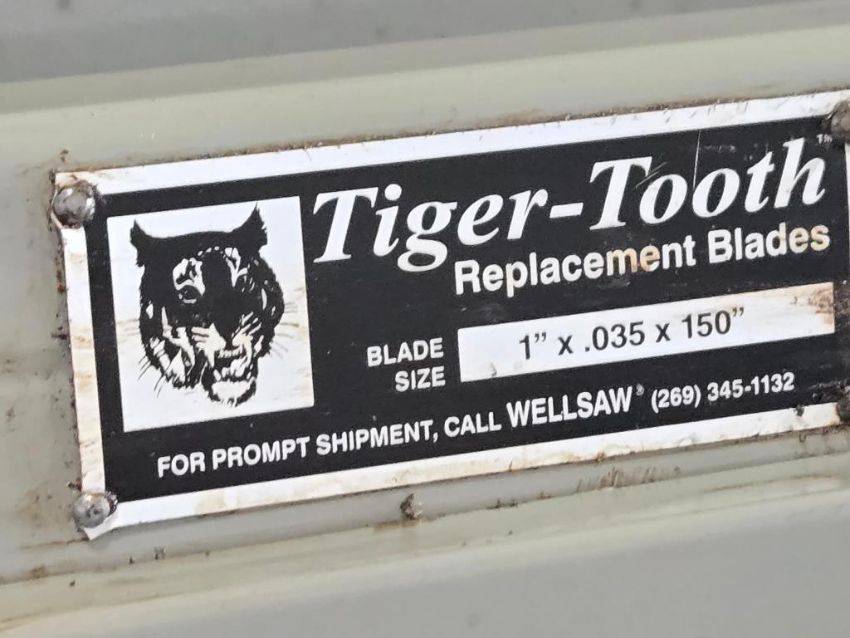 Tiger-Tooth™
Replacement Blades
BLADE SIZE
1” x .035 x 150”
FOR PROMPT SHIPMENT, CALL WELLSAW® (269) 345-1132